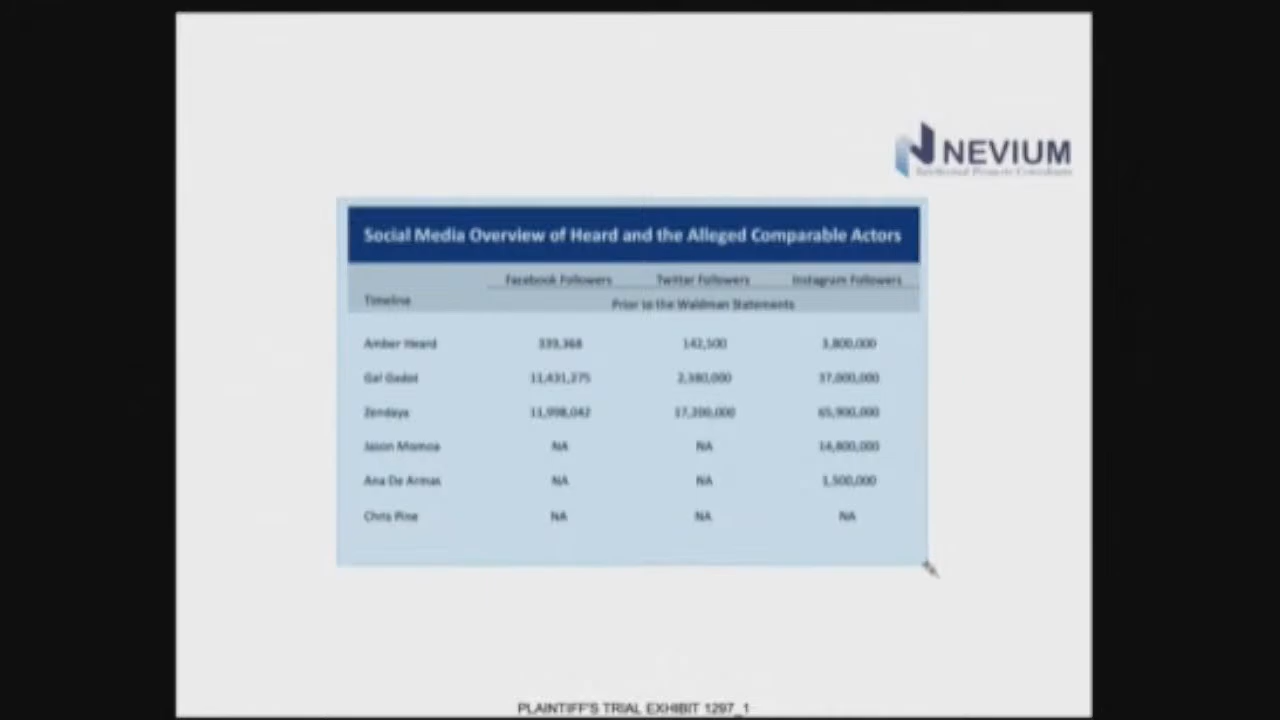 NEVIUM
Intellectual Property Consultants
Social Media Overview of Heard and the Alleged Comparable Actors
Facebook Followers Twitter Followers Instagram Followers
Timeline Prior to the Waldman Statements
Amber Heard 339,368 142,500 3,800,000
Gal Gadot 11,431,275 2,380,000 37,000,000
Zendaya 11,998,042 17,200,000 65,900,000
Jason Momoa NA NA 14,800,000
Ana De Armas NA NA 1,500,000
Chris Pine NA NA NA
PLAINTIFF'S TRIAL EXHIBIT 1297_1